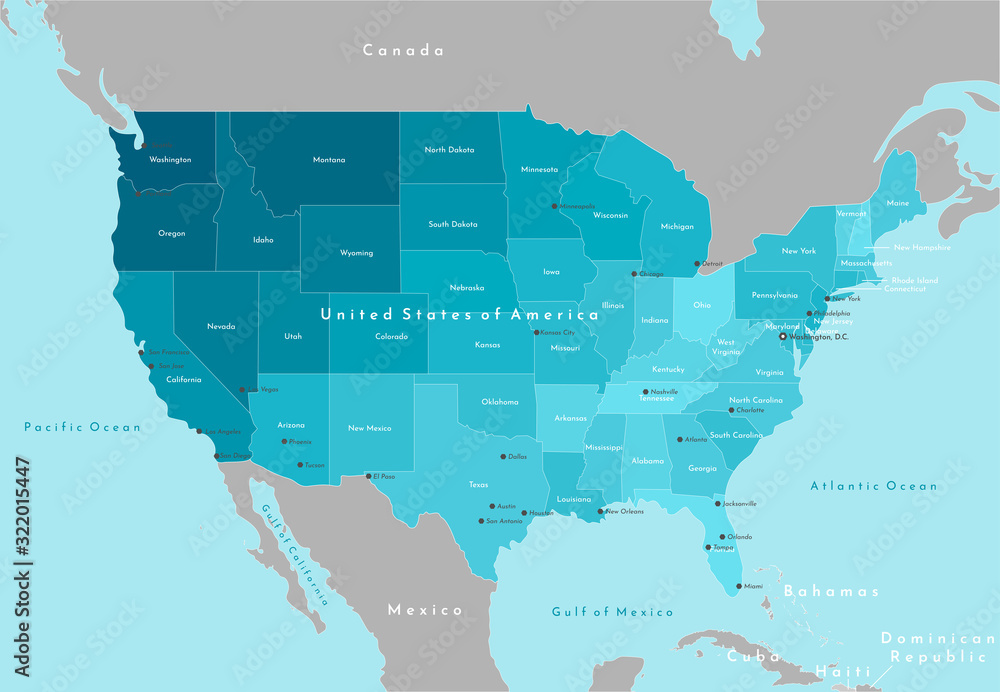 Canada
Washington
Montana
North Dakota
Minnesota
Maine
Vermont
Oregon
Idaho
South Dakota
Minneapolis
Wisconsin
Michigan
New York
New Hampshire
Wyoming
Detroit
Massachusetts
Iowa
Chicago
Rhode Island
Connecticut
Nebraska
Illinois
Ohio
Pennsylvania
New York
United States of America
Indiana
Philadelphia
New Jersey
Nevada
Utah
Colorado
Kansas
Kansas City
Missouri
Maryland
Delaware
Washington, D.C.
West
Virginia
San Francisco
San Jose
California
Kentucky
Virginia
Las Vegas
Nashville
Tennessee
North Carolina
Charlotte
Oklahoma
Arkansas
Pacific Ocean
Los Angeles
Arizona
New Mexico
Phoenix
Atlanta
South Carolina
Mississippi
Alabama
Georgia
San Diego
Tucson
El Paso
Dallas
Texas
Atlantic Ocean
Louisiana
Austin
Houston
San Antonio
New Orleans
Jacksonville
Gulf of California
Orlando
Tampa
Miami
Bahamas
Mexico
Gulf of Mexico
Dominican
Republic
Cuba
Haiti
Adobe Stock | #322015447
Adobe Stock